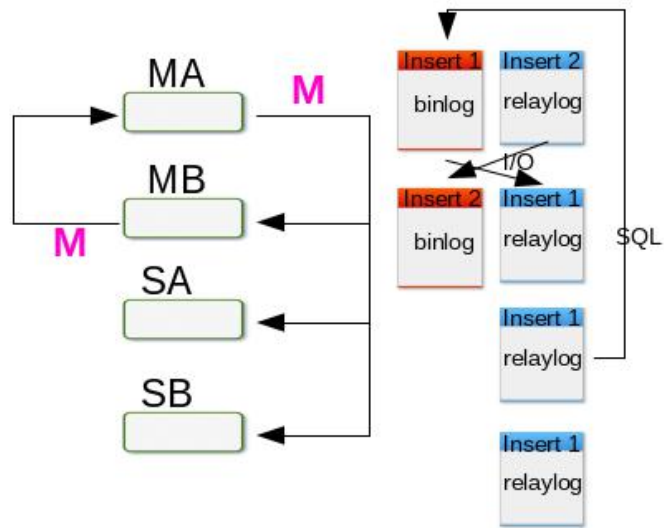 MA
M
MB
M
SA
SB
Insert 1
binlog
Insert 2
relaylog
I/O
Insert 2
binlog
Insert 1
relaylog
SQL
Insert 1
relaylog
Insert 1
relaylog